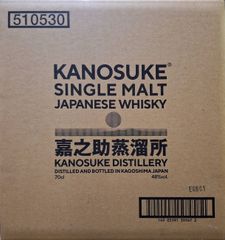 510530
KANOSUKE®
SINGLE MALT
JAPANESE WHISKY
嘉之助蒸溜所
KANOSUKE DISTILLERY
DISTILLED AND BOTTLED IN KAGOSHIMA JAPAN
70cl 48%vol.